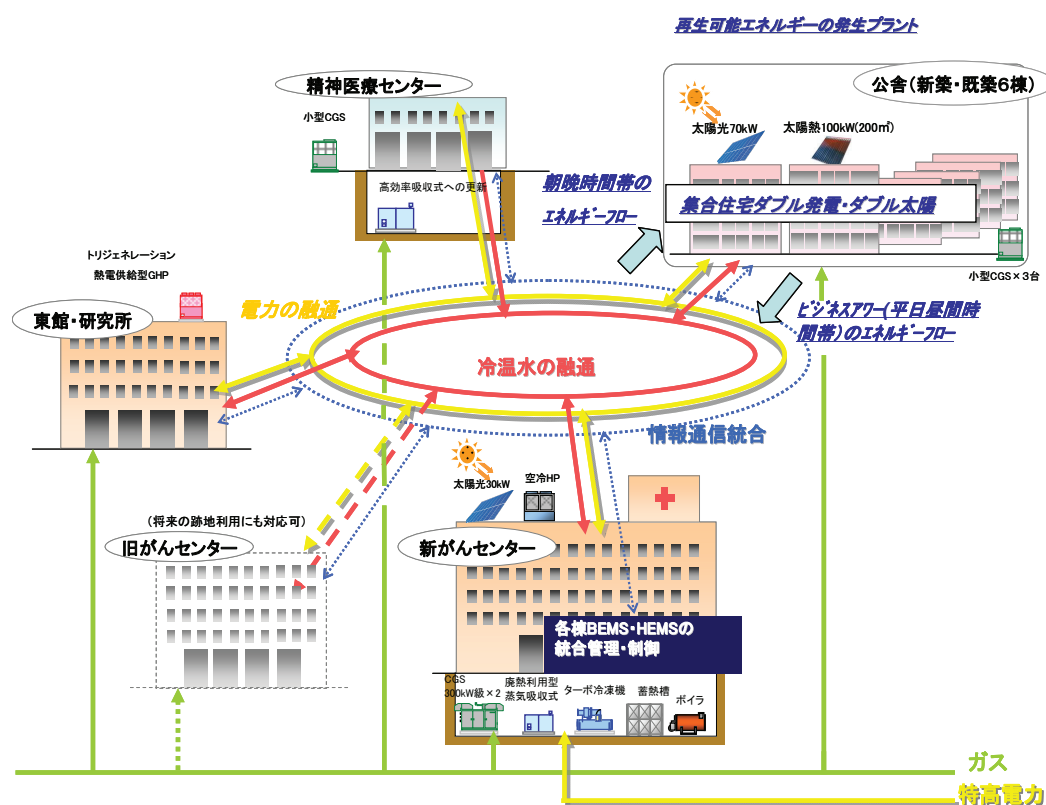 再生可能エネルギーの発生プラント
精神医療センター
公舎（新築・既築６棟）
小型CGS
太陽光70kW
太陽熱100kW(200㎡)
高効率吸収式への更新
朝晩時間帯の
エネルギーフロー
集合住宅ダブル発電・ダブル太陽
トリジェネレーション
熱電供給型GHP
小型CGS×3台
東館・研究所
電力の融通
ビジネスアワー(平日昼間時
間帯)のエネルギーフロー
冷温水の融通
情報通信統合
太陽光30kW
空冷HP
（将来の跡地利用にも対応可）
旧がんセンター
新がんセンター
各棟BEMS・HEMSの
統合管理・制御
CGS
300kW級×2
廃熱利用型
蒸気吸収式
ターボ冷凍機
蓄熱槽
ボイラ
ガス
特高電力